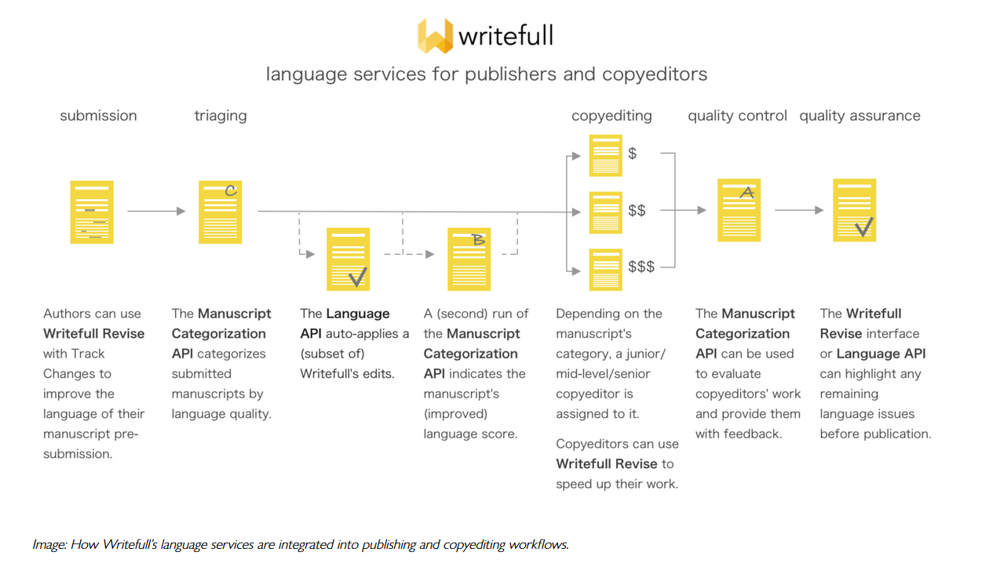 writefull
language services for publishers and copyeditors
submission
triaging
copyediting
quality control
quality assurance
C
B
$
$$
$$$
A
Authors can use
Writefull Revise
with Track
Changes to
improve the
language of their
manuscript pre-
submission.
The Manuscript
Categorization
API categorizes
submitted
manuscripts by
language quality.
The Language
API auto-applies a
(subset of)
Writefull's edits.
A (second) run of
the Manuscript
Categorization
API indicates the
manuscript's
(improved)
language score.
Depending on the
manuscript's
category, a junior/
mid-level/senior
copyeditor is
assigned to it.
Copyeditors can use
Writefull Revise to
speed up their work.
The Manuscript
Categorization
API can be used
to evaluate
copyeditors' work
and provide them
with feedback.
The Writefull
Revise interface
or Language API
can highlight any
remaining
language issues
before publication.
Image: How Writefull’s language services are integrated into publishing and copyediting workflows.